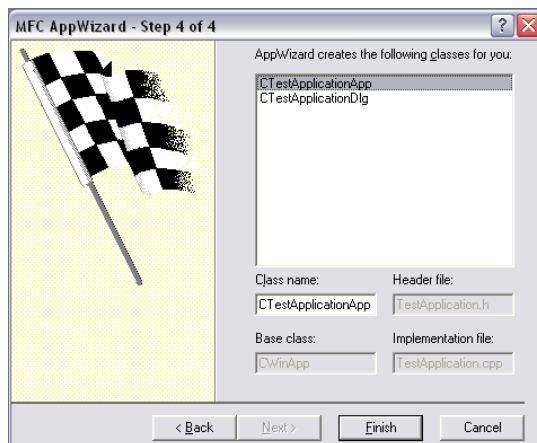 MFC AppWizard - Step 4 of 4
AppWizard creates the following classes for you:
CTestApplicationApp
CTestApplicationDlg
Class name:
Header file:
CTestApplicationApp
TestApplication.h
Base class:
Implementation file:
CWinApp
TestApplication.cpp
< Back
Next >
Finish
Cancel